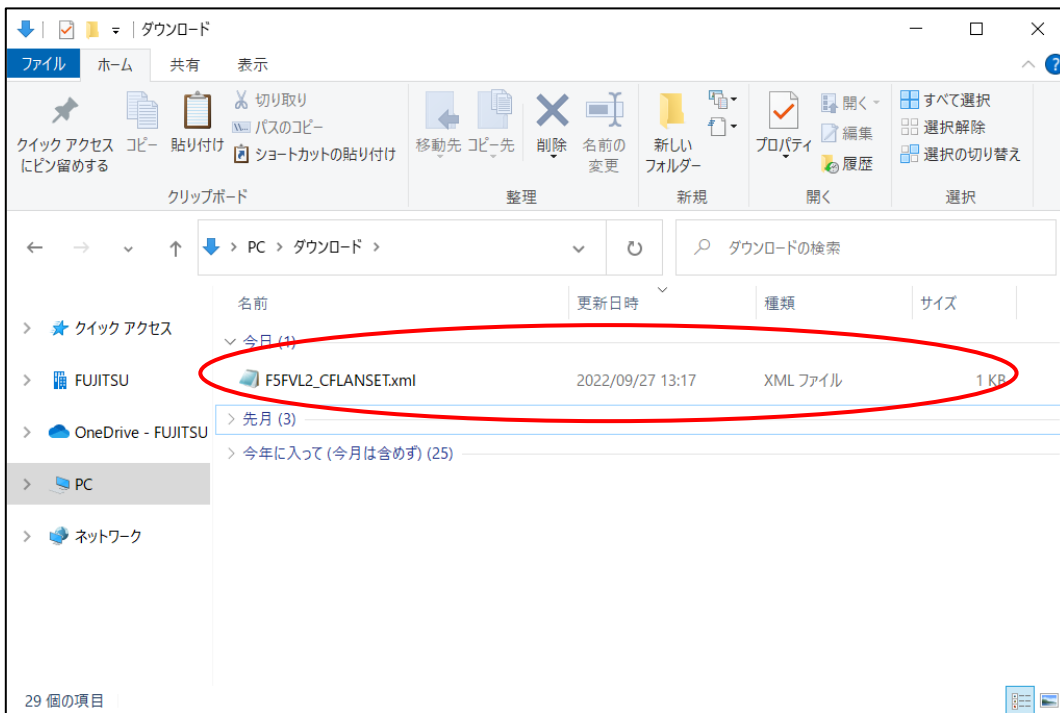 ダウンロード
ファイル ホーム 共有 表示
クイック アクセス
にピン留めする
コピー
貼り付け
切り取り
パスのコピー
ショートカットの貼り付け
クリップボード
移動先 コピー先
削除
名前の
変更
整理
新しい
フォルダー
新規
プロパティ
開く
編集
履歴
開く
すべて選択
選択解除
選択の切り替え
選択
PC > ダウンロード >
ダウンロードの検索
名前 更新日時 種類 サイズ
クイック アクセス
FUJITSU
OneDrive - FUJITSU
PC
ネットワーク
今日 (1)
F5FVL2_CFLANSET.xml 2022/09/27 13:17 XML ファイル 1 KB
先月 (3)
今年に入って (今月は含めず) (25)
29 個の項目